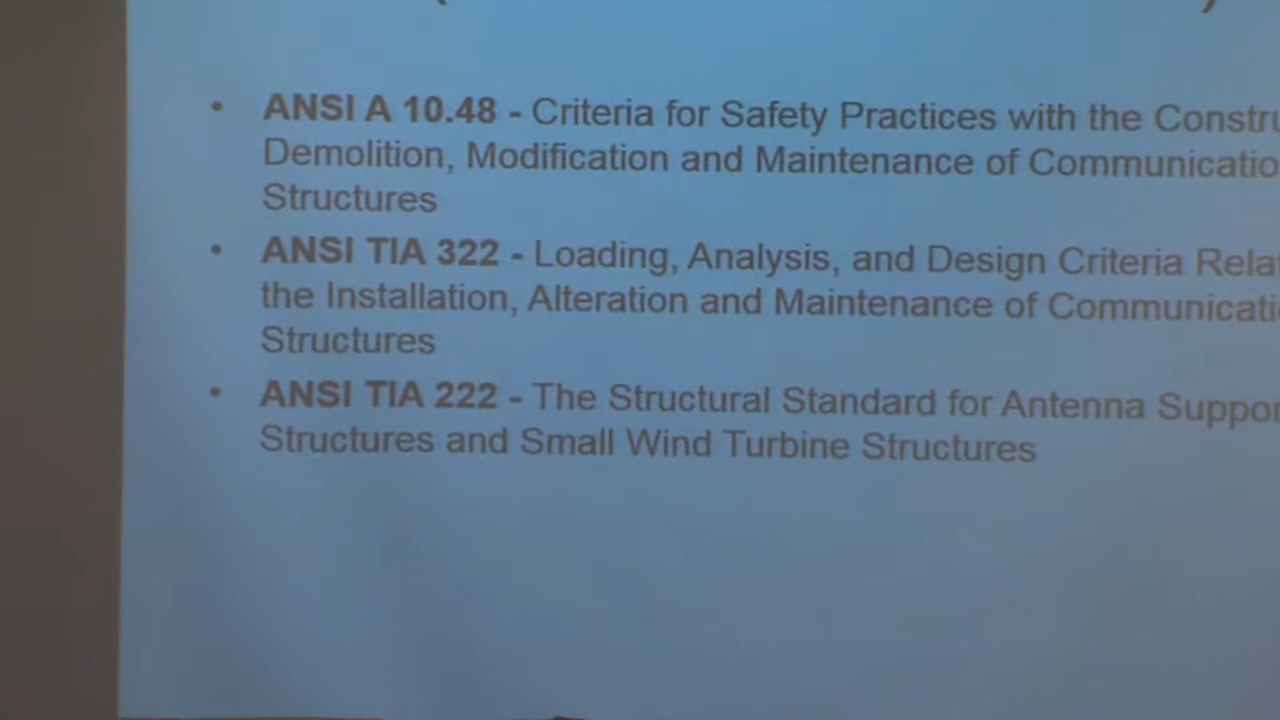 • ANSI A 10.48 - Criteria for Safety Practices with the Constru
Demolition, Modification and Maintenance of Communicatio
Structures
• ANSI TIA 322 - Loading, Analysis, and Design Criteria Rela
the Installation, Alteration and Maintenance of Communicati
Structures
• ANSI TIA 222 - The Structural Standard for Antenna Suppor
Structures and Small Wind Turbine Structures